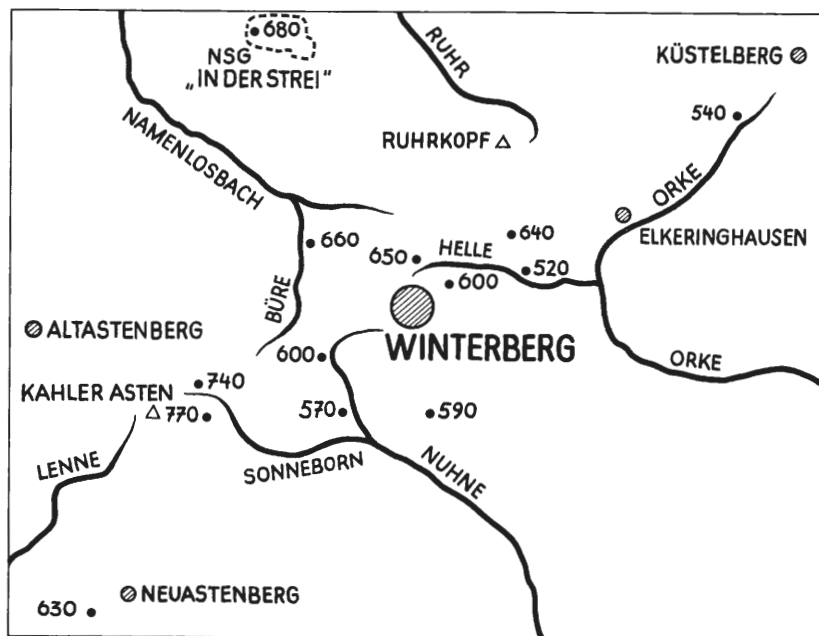 680
NSG
„IN DER STREI"
RUHR
KÜSTELBERG
540
NAMENLOSBACH
RUHRKOPF
ORKE
660
640
ELKERINGHAUSEN
650
HELLE
520
600
BÜRE
ALTASTENBERG
WINTERBERG
600
ORKE
740
KAHLER ASTEN
770
570
590
LENNE
SONNEBORN
NUHNE
NEUASTENBERG
630